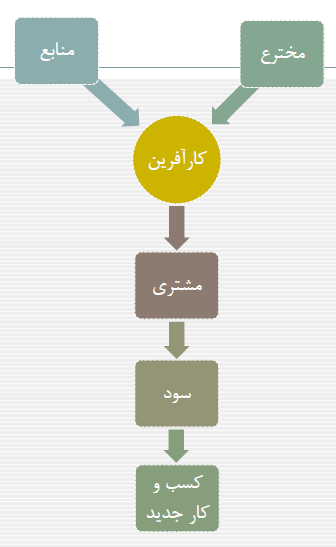 مخترع
منابع
کارآفرین
مشتری
سود
کسب و
کار جدید